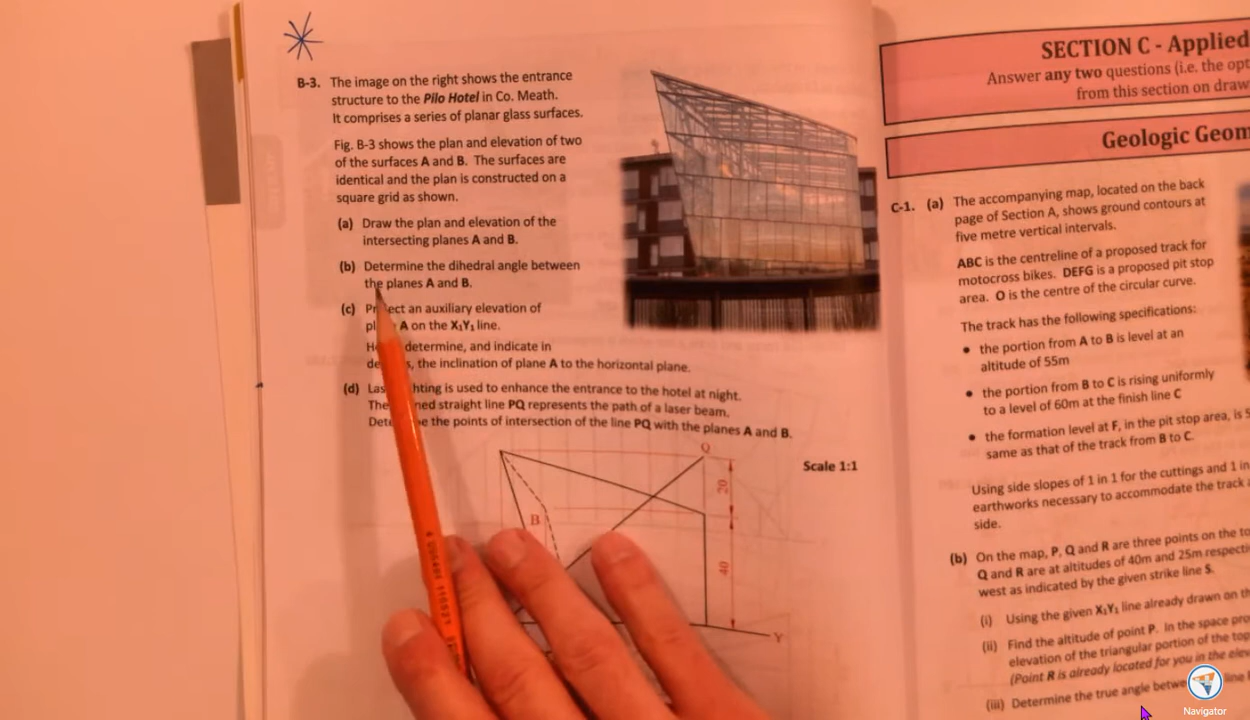 B-3. The image on the right shows the entrance
structure to the Pilo Hotel in Co. Meath.
It comprises a series of planar glass surfaces.
Fig. B-3 shows the plan and elevation of two
of the surfaces A and B. The surfaces are
identical and the plan is constructed on a
square grid as shown.
(a) Draw the plan and elevation of the
intersecting planes A and B.
(b) Determine the dihedral angle between
the planes A and B.
(c) an auxiliary elevation of
A on the X₁Y₁ line.
determine, and indicate in
the inclination of plane A to the horizontal plane.
(d) is used to enhance the entrance to the hotel at night.
straight line PQ represents the path of a laser beam.
the points of intersection of the line PQ with the planes A and B.
Scale 1:1
Q
20
B
40
Y
SECTION C - Applied
Answer any two questions (i.e. the opt
from this section on draw
Geologic Geom
C-1. (a) The accompanying map, located on the back
page of Section A, shows ground contours at
five metre vertical intervals.
ABC is the centreline of a proposed track for
motocross bikes. DEFG is a proposed pit stop
area. O is the centre of the circular curve.
The track has the following specifications:
• the portion from A to B is level at an
altitude of 55m
• the portion from B to C is rising uniformly
to a level of 60m at the finish line C
• the formation level at F, in the pit stop area, is
same as that of the track from B to C.
Using side slopes of 1 in 1 for the cuttings and 1 in
earthworks necessary to accommodate the track
side.
(b) On the map, P, Q and R are three points on the
Q and R are at altitudes of 40m and 25m
west as indicated by the given strike line S.
(i) Using the given X₁Y₁ line already drawn on
(ii) Find the altitude of point P. In the space
elevation of the triangular portion of the
(Point R is already located for you in the
(iii) Determine the true angle line
Navigator